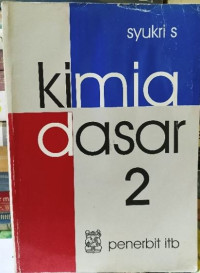 syukri s
kimia
dasar
2
penerbit itb